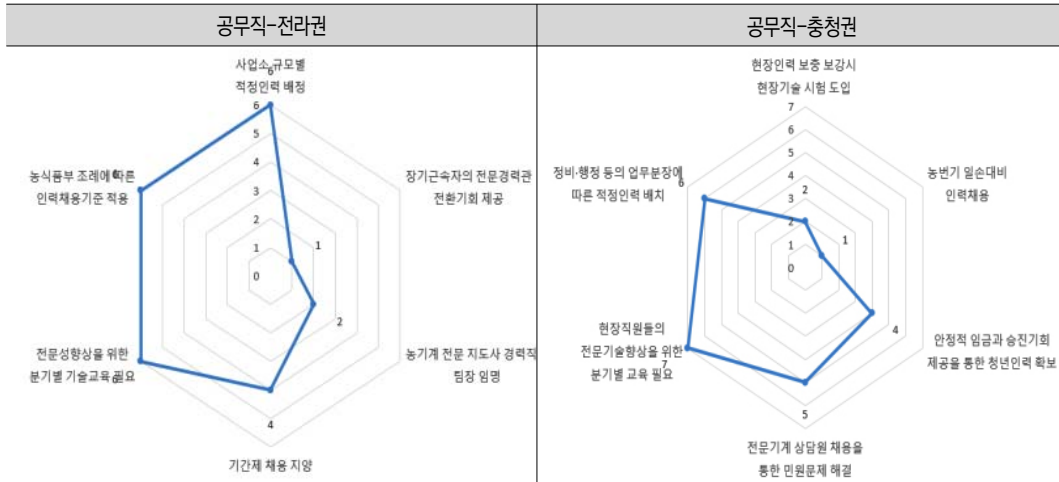 공무직-전라권
사업소 규모별
적정인력 배정
6
6
5
4
3
2
1
0
장기근속자의 전문경력관
전환기회 제공
1
농기계 전문 지도사 경력직
팀장 임명
2
4
기간제 채용 지양
전문성향상을 위한
분기별 기술교육 필요
6
농식품부 조례에 따른
인력채용기준 적용
6
공무직-충청권
현장인력 보충 보강시
현장기술 시험 도입
7
6
5
4
3
2
1
0
2
농번기 일손대비
인력채용
1
안정적 임금과 승진기회
제공을 통한 청년인력 확보
4
5
전문기계 상담원 채용을
통한 민원문제 해결
현장직원들의
전문기술향상을 위한
분기별 교육 필요
7
정비·행정 등의 업무분장에
따른 적정인력 배치
6